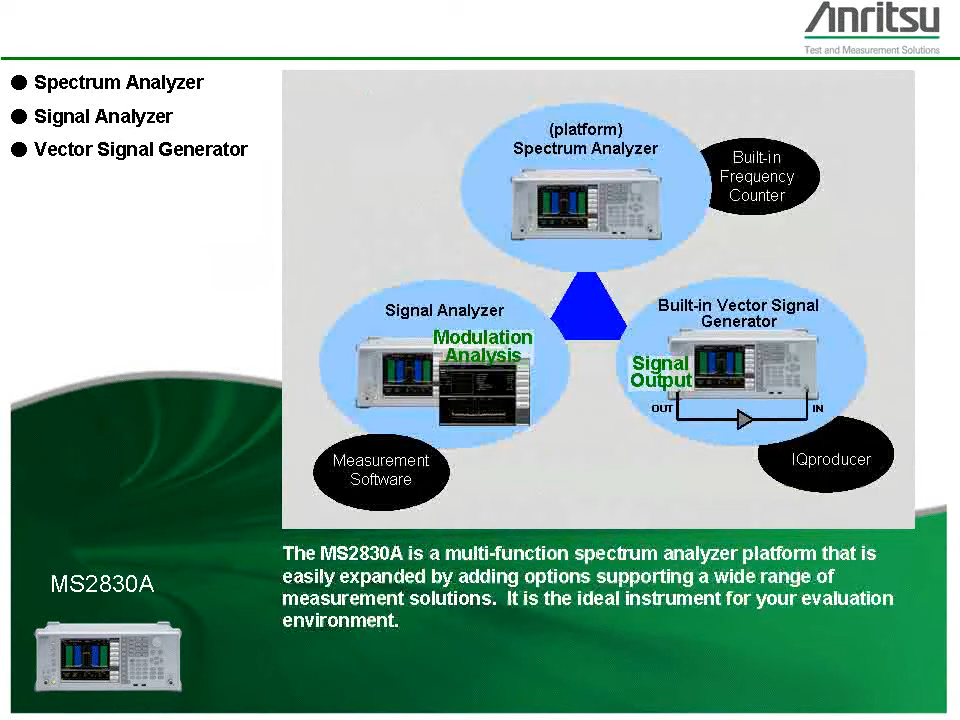 Anritsu
Test and Measurement Solutions
● Spectrum Analyzer
● Signal Analyzer
● Vector Signal Generator
(platform)
Spectrum Analyzer
Built-in
Frequency
Counter
Signal Analyzer
Modulation
Analysis
Built-in Vector Signal
Generator
Signal
Output
OUT
IN
Measurement
Software
IQproducer
The MS2830A is a multi-function spectrum analyzer platform that is
easily expanded by adding options supporting a wide range of
measurement solutions. It is the ideal instrument for your evaluation
environment.
MS2830A